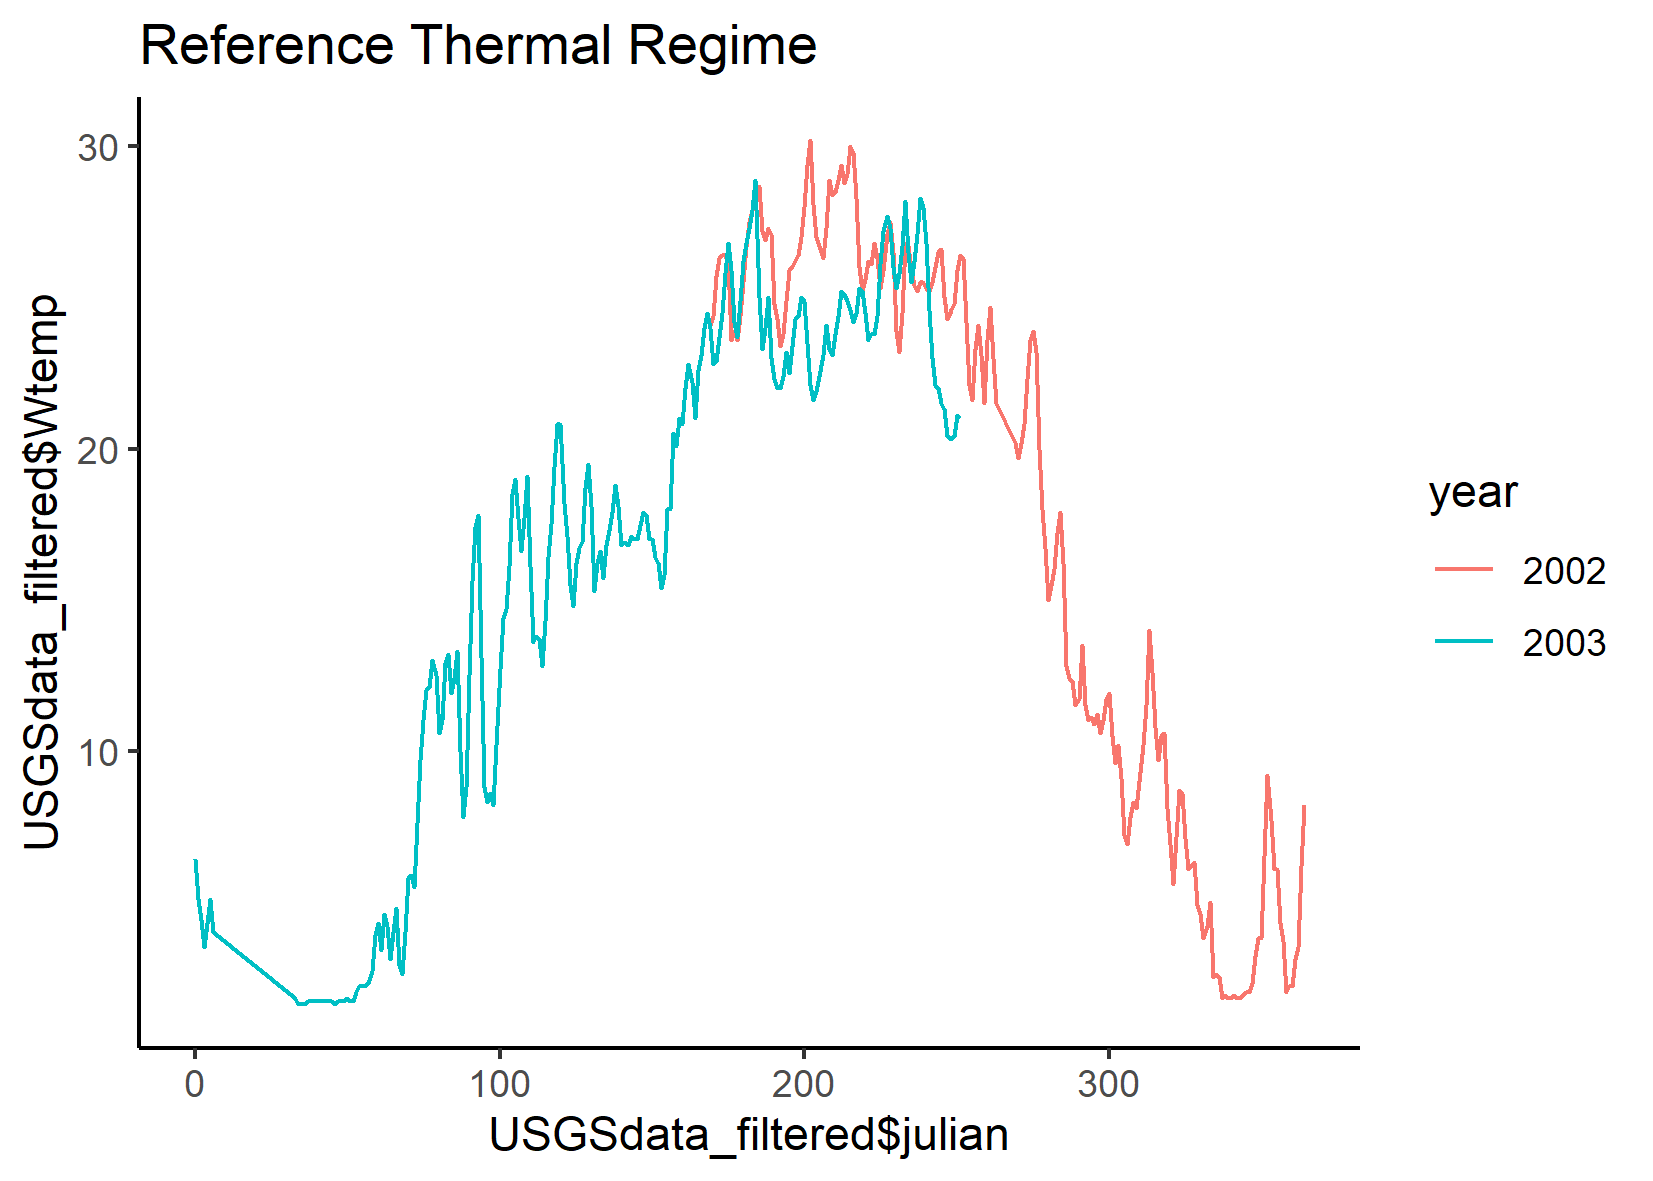 Reference Thermal Regime
30
20
10
USGSdata_filtered$Wtemp
0 100 200 300
USGSdata_filtered$julian
year
2002
2003